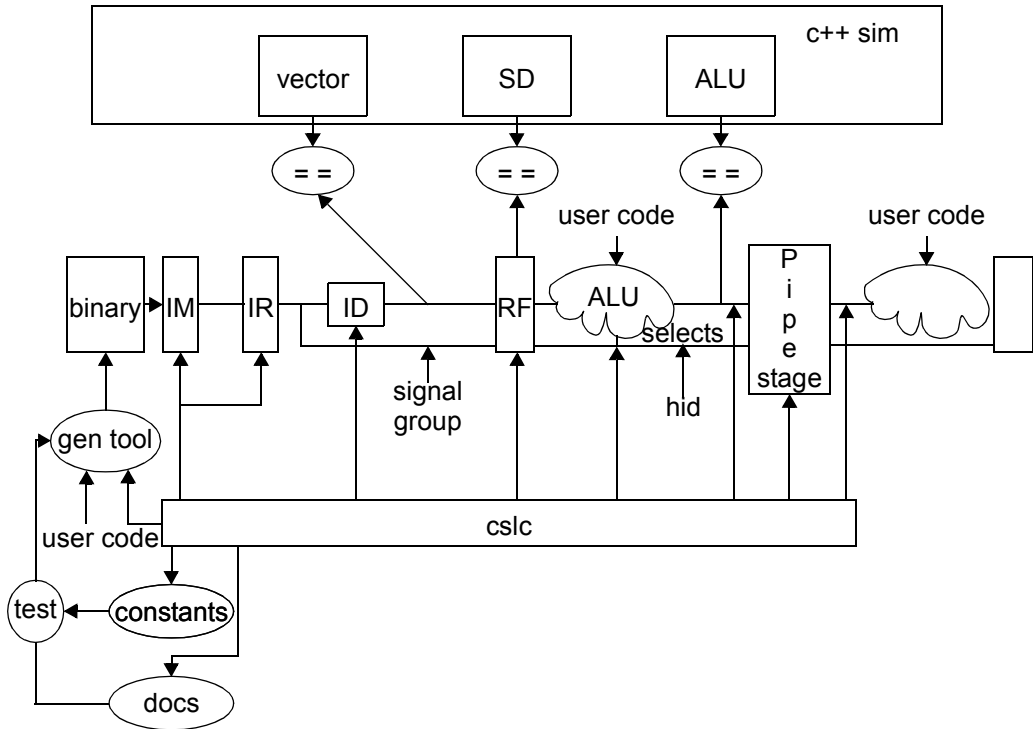 c++ sim
vector
SD
ALU
= =
= =
= =
user code
user code
binary
IM
IR
ID
RF
ALU
selects
P
i
p
e
stage
signal
group
hid
gen tool
user code
cslc
test
constants
docs